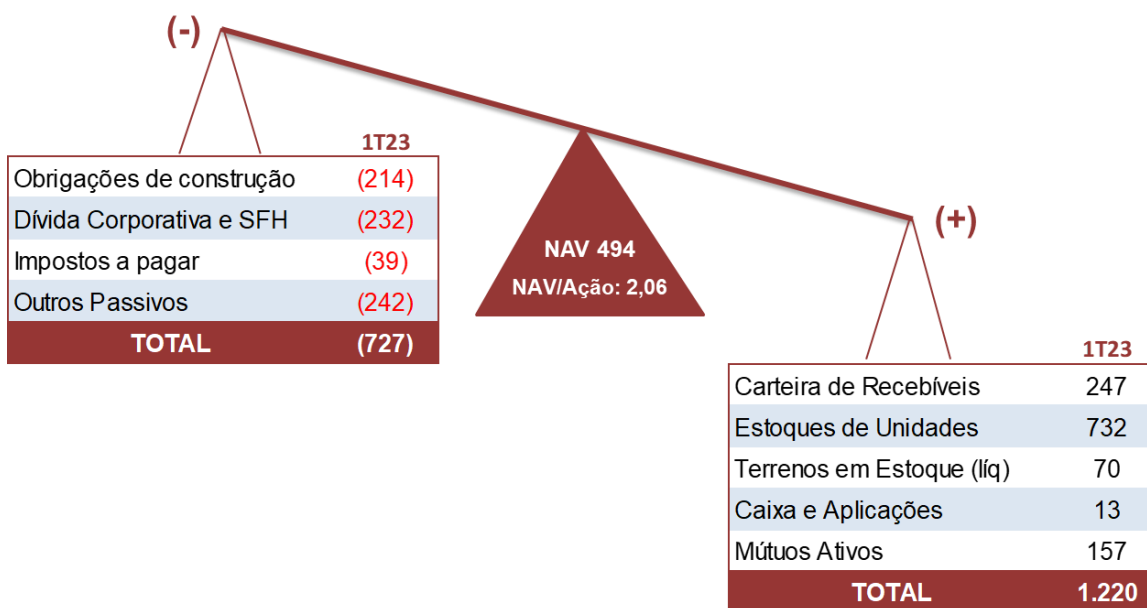 (-)
1T23
Obrigações de construção (214)
Dívida Corporativa e SFH (232)
Impostos a pagar (39)
Outros Passivos (242)
TOTAL (727)
NAV 494
NAV/Ação: 2,06
(+)
1T23
Carteira de Recebíveis 247
Estoques de Unidades 732
Terrenos em Estoque (líq) 70
Caixa e Aplicações 13
Mútuos Ativos 157
TOTAL 1.220